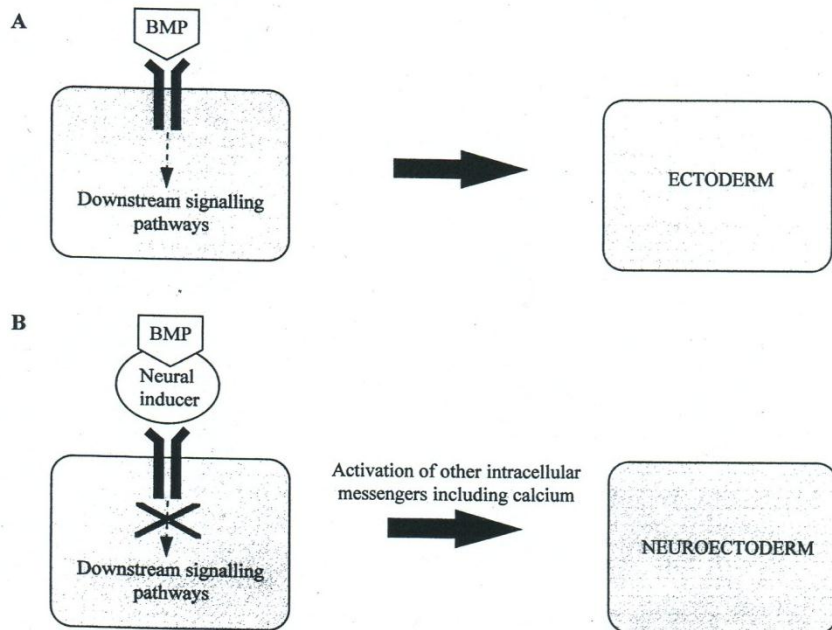 A
BMP
Downstream signalling
pathways
ECTODERM
B
BMP
Neural
inducer
Downstream signalling
pathways
Activation of other intracellular
messengers including calcium
NEUROECTODERM